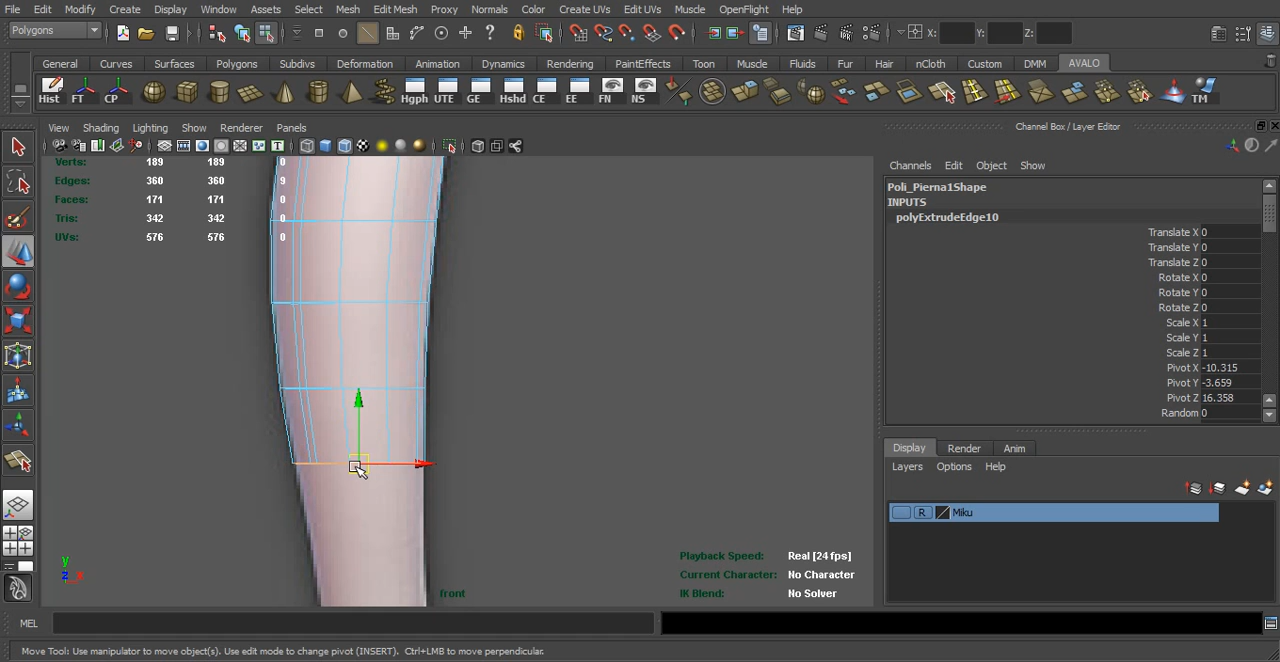 File Edit Modify Create Display Window Assets Select Mesh Edit Mesh Proxy Normals Color Create UVs Edit UVs Muscle OpenFlight Help
Polygons X: Y: Z:
General Curves Surfaces Polygons Subdivs Deformation Animation Dynamics Rendering PaintEffects Toon Muscle Fluids Fur Hair nCloth Custom DMM AVALO
Hist FT CP Hgph UTE GE Hshd CE EE FN NS TM
View Shading Lighting Show Renderer Panels
Channel Box / Layer Editor
Channels Edit Object Show
Verts: 189 189 0
Edges: 360 360 9
Faces: 171 171 0
Tris: 342 342 0
UVs: 576 576 0
Poli_Pierna1Shape
INPUTS
polyExtrudeEdge10
Translate X 0
Translate Y 0
Translate Z 0
Rotate X 0
Rotate Y 0
Rotate Z 0
Scale X 1
Scale Y 1
Scale Z 1
Pivot X -10.315
Pivot Y -3.659
Pivot Z 16.358
Random 0
Display Render Anim
Layers Options Help
R Miku
Playback Speed: Real [24 fps]
Current Character: No Character
IK Blend: No Solver
y
z
front
MEL
Move Tool: Use manipulator to move object(s). Use edit mode to change pivot (INSERT). Ctrl+LMB to move perpendicular.